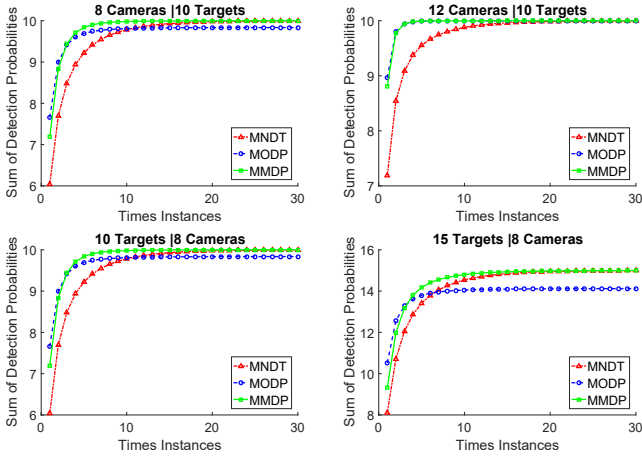 8 Cameras |10 Targets
Sum of Detection Probabilities
10
9
8
7
6
0 10 20 30
Times Instances
MNDT
MODP
MMDP
12 Cameras |10 Targets
Sum of Detection Probabilities
10
9
8
7
0 10 20 30
Times Instances
MNDT
MODP
MMDP
10 Targets |8 Cameras
Sum of Detection Probabilities
10
9
8
7
6
0 10 20 30
Times Instances
MNDT
MODP
MMDP
15 Targets |8 Cameras
Sum of Detection Probabilities
16
14
12
10
8
0 10 20 30
Times Instances
MNDT
MODP
MMDP